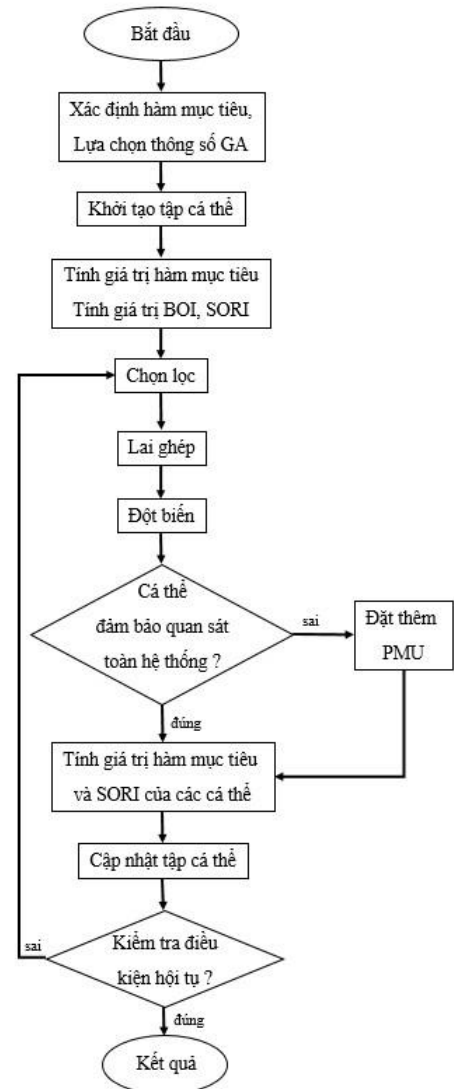 Bắt đầu
Xác định hàm mục tiêu,
Lựa chọn thông số GA
Khởi tạo tập cá thể
Tính giá trị hàm mục tiêu
Tính giá trị BOI, SORI
Chọn lọc
Lai ghép
Đột biến
Cá thể
đảm bảo quan sát
toàn hệ thống ?
sai
Đặt thêm
PMU
đúng
Tính giá trị hàm mục tiêu
và SORI của các cá thể
Cập nhật tập cá thể
sai
Kiểm tra điều
kiện hội tụ ?
đúng
Kết quả